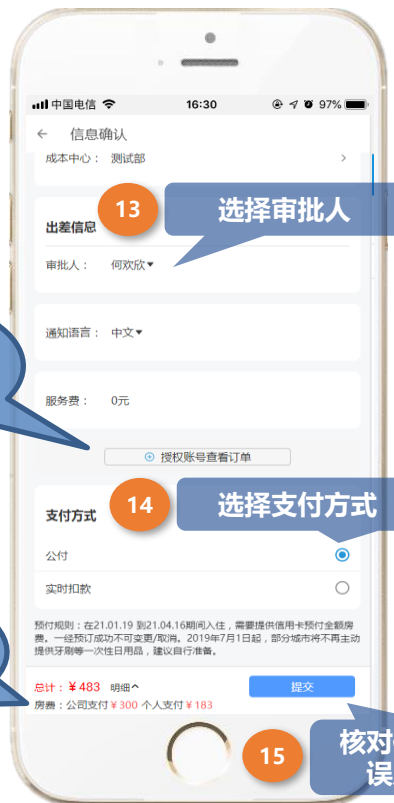 中国电信 16:30 97%
← 信息确认
成本中心： 测试部 >
13 选择审批人
出差信息
审批人： 何欢欣▼
通知语言： 中文▼
服务费： 0元
⊕ 授权账号查看订单
14 选择支付方式
支付方式
公付
实时扣款
预付规则：在21.01.19 到21.04.16期间入住，需要提供信用卡预付全额房
费。一经预订成功不可变更/取消。2019年7月1日起，部分城市将不再主动
提供牙刷等一次性日用品，建议自行准备。
总计：¥483 明细^ 提交
房费：公司支付¥300 个人支付¥183
15 核对
误